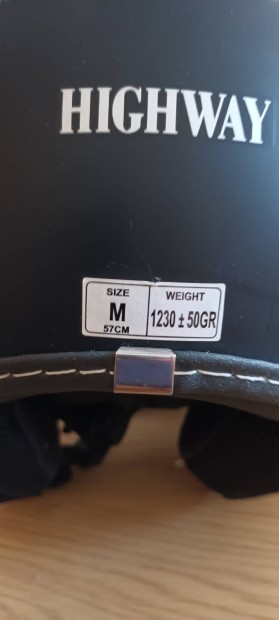 HIGHWAY
SIZE
M
57CM
WEIGHT
1230 ± 50GR